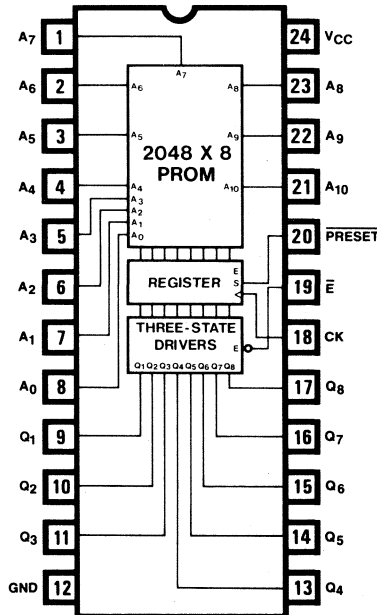 A7 1 24 VCC
A7
A6 2 A6 A8 23 A8
A5 3 A5 A9 22 A9
2048 X 8
PROM
A4 4 A4 A10 21 A10
A3
A3 5 A2 20 PRESET
A1
A0
E
REGISTER S
A2 6 19 E
THREE-STATE
DRIVERS E
A1 7 18 CK
Q1 Q2 Q3 Q4 Q5 Q6 Q7 Q8
A0 8 17 Q8
Q1 9 16 Q7
Q2 10 15 Q6
Q3 11 14 Q5
GND 12 13 Q4